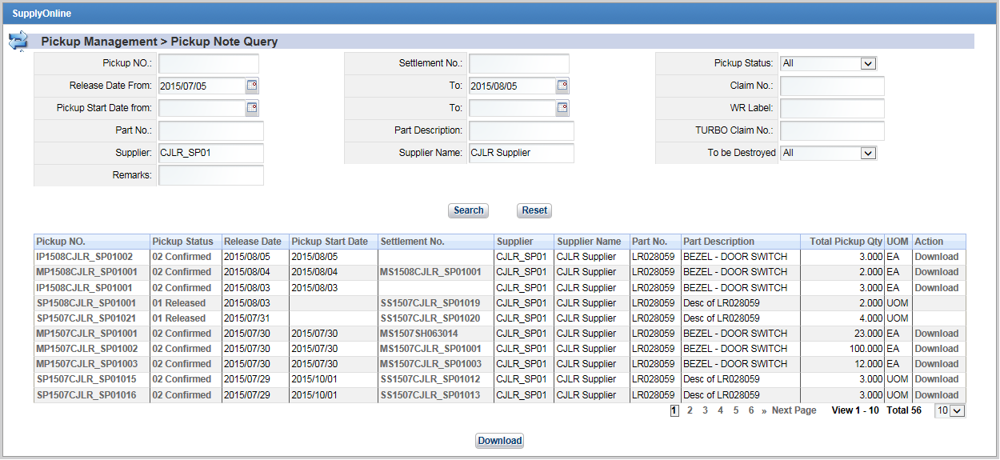 SupplyOnline
Pickup Management > Pickup Note Query
Pickup NO.: Settlement No.: Pickup Status: All
Release Date From: 2015/07/05 To: 2015/08/05 Claim No.:
Pickup Start Date from: To: WR Label:
Part No.: Part Description: TURBO Claim No.:
Supplier: CJLR_SP01 Supplier Name: CJLR Supplier To be Destroyed All
Remarks:
Search Reset
Pickup NO. Pickup Status Release Date Pickup Start Date Settlement No. Supplier Supplier Name Part No. Part Description Total Pickup Qty UOM Action
IP1508CJLR_SP01002 02 Confirmed 2015/08/05 2015/08/05 CJLR_SP01 CJLR Supplier LR028059 BEZEL - DOOR SWITCH 3.000 EA Download
MP1508CJLR_SP01001 02 Confirmed 2015/08/04 2015/08/04 MS1508CJLR_SP01001 CJLR_SP01 CJLR Supplier LR028059 BEZEL - DOOR SWITCH 2.000 EA Download
IP1508CJLR_SP01001 02 Confirmed 2015/08/03 2015/08/03 CJLR_SP01 CJLR Supplier LR028059 BEZEL - DOOR SWITCH 3.000 EA Download
SP1508CJLR_SP01001 01 Released 2015/08/03 SS1507CJLR_SP01019 CJLR_SP01 CJLR Supplier LR028059 Desc of LR028059 2.000 UOM
SP1507CJLR_SP01021 01 Released 2015/07/31 SS1507CJLR_SP01020 CJLR_SP01 CJLR Supplier LR028059 Desc of LR028059 4.000 UOM
MP1507CJLR_SP01001 02 Confirmed 2015/07/30 2015/07/30 MS1507SH063014 CJLR_SP01 CJLR Supplier LR028059 BEZEL - DOOR SWITCH 23.000 EA Download
MP1507CJLR_SP01002 02 Confirmed 2015/07/30 2015/07/30 MS1507CJLR_SP01001 CJLR_SP01 CJLR Supplier LR028059 BEZEL - DOOR SWITCH 100.000 EA Download
MP1507CJLR_SP01003 02 Confirmed 2015/07/30 2015/07/30 MS1507CJLR_SP01003 CJLR_SP01 CJLR Supplier LR028059 BEZEL - DOOR SWITCH 12.000 EA Download
SP1507CJLR_SP01015 02 Confirmed 2015/07/29 2015/10/01 SS1507CJLR_SP01012 CJLR_SP01 CJLR Supplier LR028059 Desc of LR028059 3.000 UOM Download
SP1507CJLR_SP01016 02 Confirmed 2015/07/29 2015/10/01 SS1507CJLR_SP01013 CJLR_SP01 CJLR Supplier LR028059 Desc of LR028059 3.000 UOM Download
1 2 3 4 5 6 » Next Page View 1 - 10 Total 56 10
Download